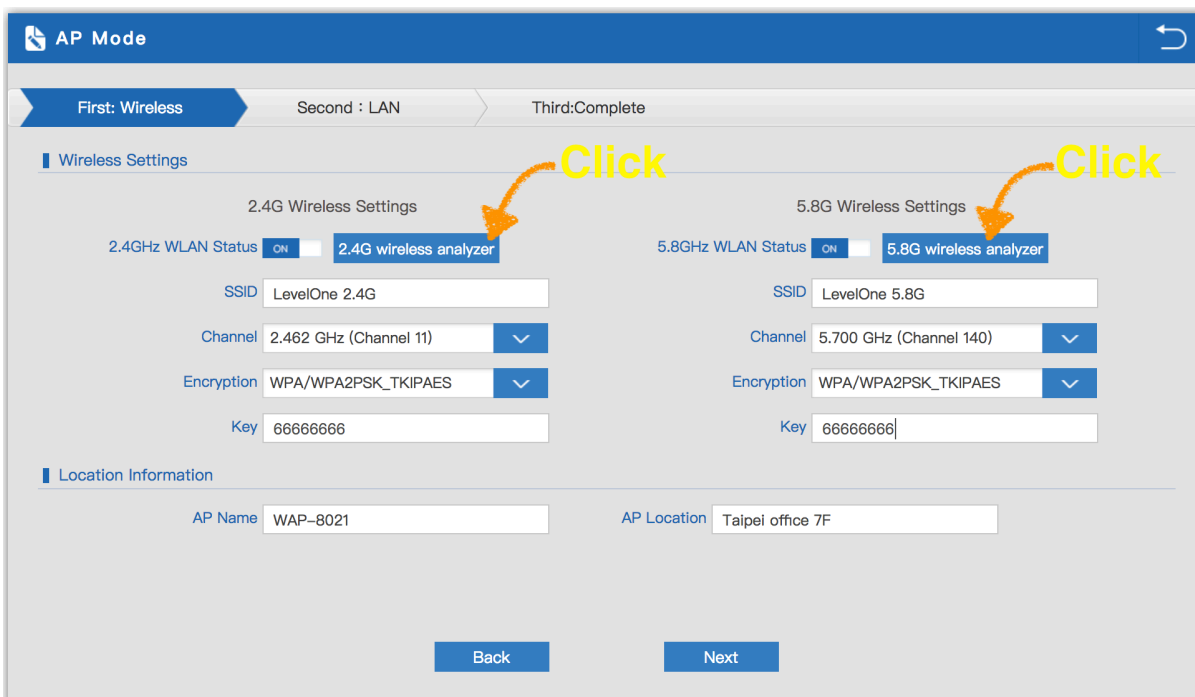 AP Mode
First: Wireless
Second：LAN
Third:Complete
Wireless Settings
Click
Click
2.4G Wireless Settings
5.8G Wireless Settings
2.4GHz WLAN Status ON 2.4G wireless analyzer
5.8GHz WLAN Status ON 5.8G wireless analyzer
SSID LevelOne 2.4G
SSID LevelOne 5.8G
Channel 2.462 GHz (Channel 11)
Channel 5.700 GHz (Channel 140)
Encryption WPA/WPA2PSK_TKIPAES
Encryption WPA/WPA2PSK_TKIPAES
Key 66666666
Key 66666666
Location Information
AP Name WAP-8021
AP Location Taipei office 7F
Back
Next